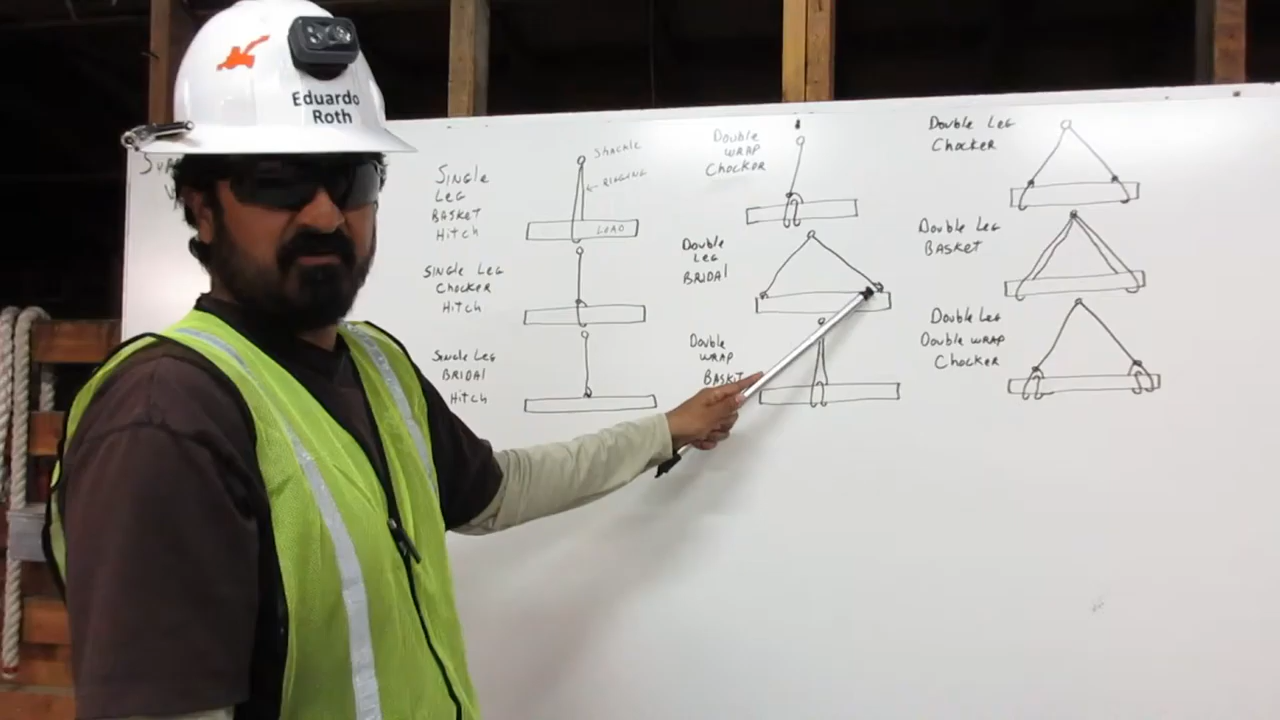 Eduardo
Roth
SINGLE
LEG
BASKET
HITCH
SHACKLE
RIGGING
LOAD
SINGLE LEG
CHOCKER
HITCH
SINGLE LEG
BRIDAL
HITCH
Double
WRAP
CHOCKER
Double
LEG
BRIDAL
Double
WRAP
BASKET
Double LEG
CHOCKER
Double LEG
BASKET
Double LEG
Double WRAP
CHOCKER